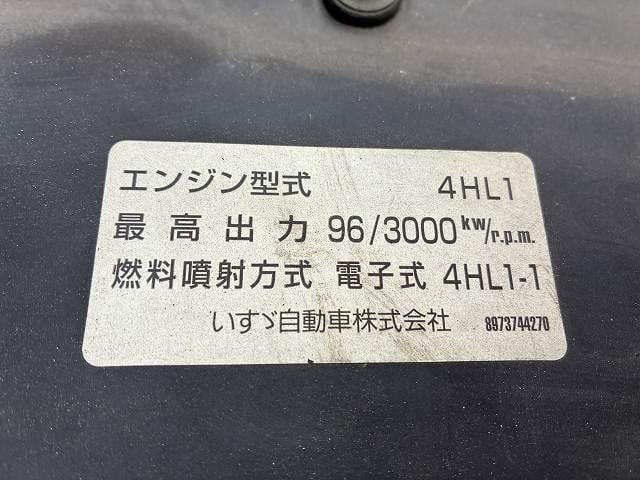 エンジン型式 4HL1
最高出力 96/3000 kw/r.p.m.
燃料噴射方式 電子式 4HL1-1
いすゞ自動車株式会社 8973744270